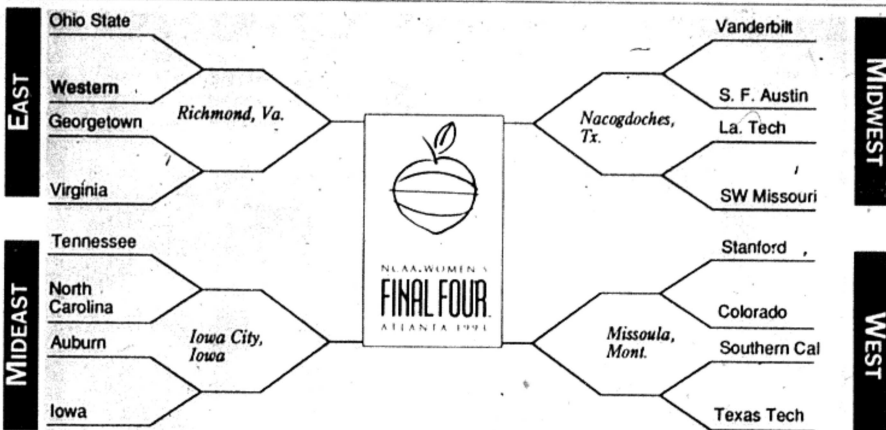 EAST
Ohio State
Western
Georgetown
Virginia
Richmond, Va.
MIDEAST
Tennessee
North
Carolina
Auburn
Iowa
Iowa City,
Iowa
NCAA WOMEN'S
FINAL FOUR
ATLANTA 1993
Vanderbilt
S. F. Austin
La. Tech
SW Missouri
Nacogdoches,
Tx.
MIDWEST
Stanford
Colorado
Southern Cal
Texas Tech
Missoula,
Mont.
WEST